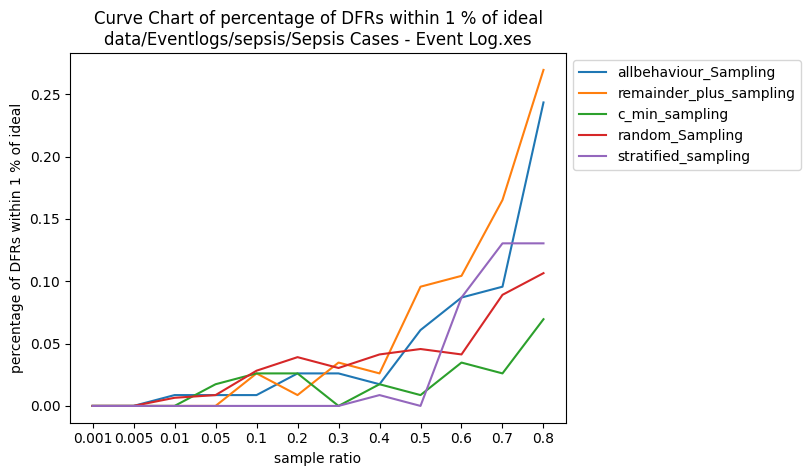 Curve Chart of percentage of DFRs within 1 % of ideal
data/Eventlogs/sepsis/Sepsis Cases - Event Log.xes
allbehaviour_Sampling
remainder_plus_sampling
c_min_sampling
random_Sampling
stratified_sampling
percentage of DFRs within 1 % of ideal
0.25
0.20
0.15
0.10
0.05
0.00
0.001 0.005 0.01 0.05 0.1 0.2 0.3 0.4 0.5 0.6 0.7 0.8
sample ratio